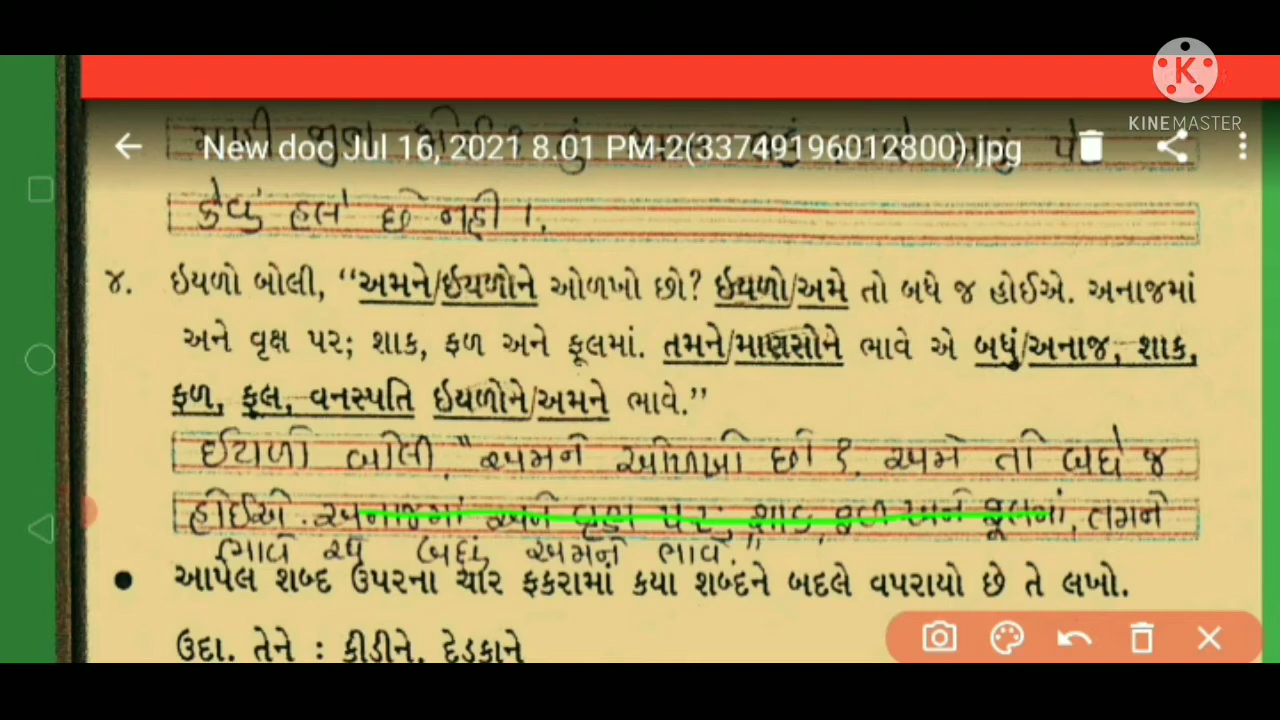 KINEMASTER
New doc Jul 16, 2021 8.01 PM-2(33749196012800).jpg
કેવું હલે છે નહી !.
૪. ઇયળો બોલી, “અમને/ઇયળોને ઓળખો છો? ઇયળો/અમે તો બધે જ હોઈએ. અનાજમાં
અને વૃક્ષ પર; શાક, ફળ અને ફૂલમાં. તમને/માણસોને ભાવે એ બધું/અનાજ, શાક,
ફળ, ફૂલ, વનસ્પતિ ઇયળોને/અમને ભાવે.”
ઈયળો બોલી, "અમને ઓળખો છો ? અમે તો બધે જ
હોઈએ. અનાજમાં અને વૃક્ષ પર; શાક, ફળ અને ફૂલમાં, તમને
ભાવે એ બધું અમને ભાવે."
● આપેલ શબ્દ ઉપરના ચાર ફકરામાં કયા શબ્દને બદલે વપરાયો છે તે લખો.
ઉદા. તેને : કીડીને, દેડકાને